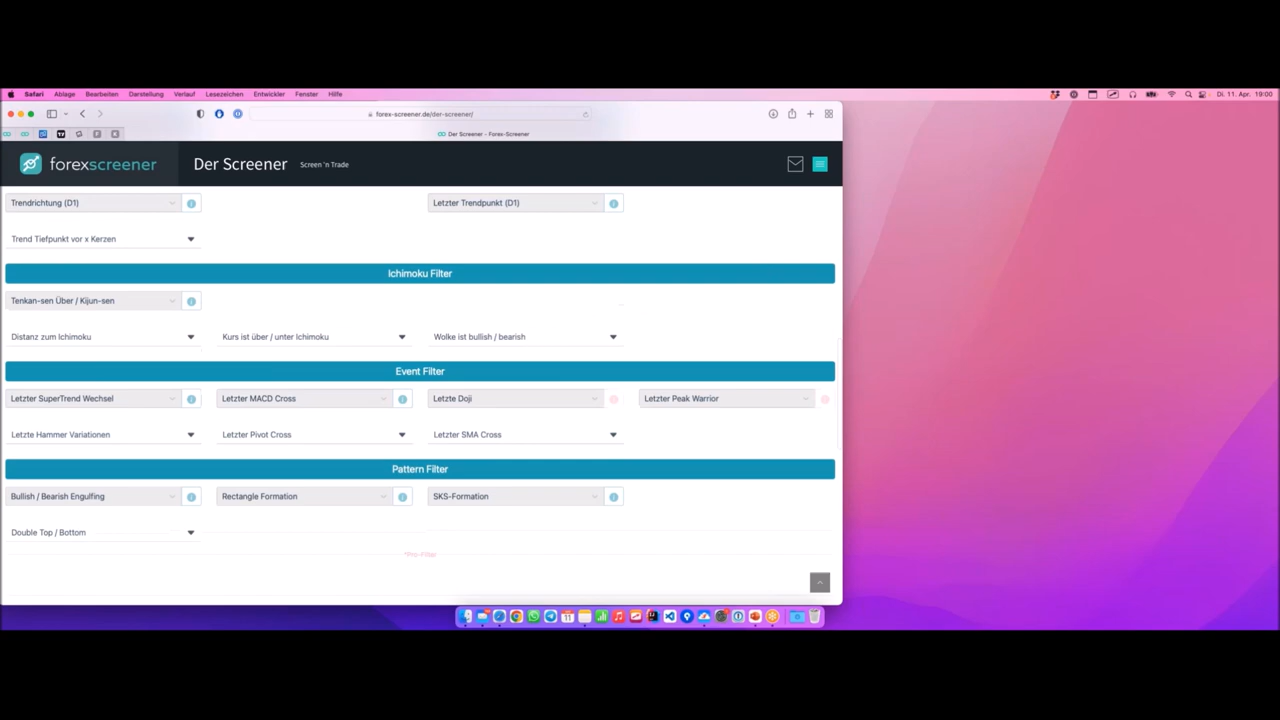 Safari Ablage Bearbeiten Darstellung Verlauf Lesezeichen Entwickler Fenster Hilfe Di. 11. Apr. 19:00
forex-screener.de/der-screener/
Der Screener - Forex-Screener
forexscreener Der Screener Screen 'n Trade
Trendrichtung (D1) Letzter Trendpunkt (D1)
Trend Tiefpunkt vor x Kerzen
Ichimoku Filter
Tenkan-sen Über / Kijun-sen
Distanz zum Ichimoku Kurs ist über / unter Ichimoku Wolke ist bullish / bearish
Event Filter
Letzter SuperTrend Wechsel Letzter MACD Cross Letzte Doji Letzter Peak Warrior
Letzte Hammer Variationen Letzter Pivot Cross Letzter SMA Cross
Pattern Filter
Bullish / Bearish Engulfing Rectangle Formation SKS-Formation
Double Top / Bottom
*Pro-Filter